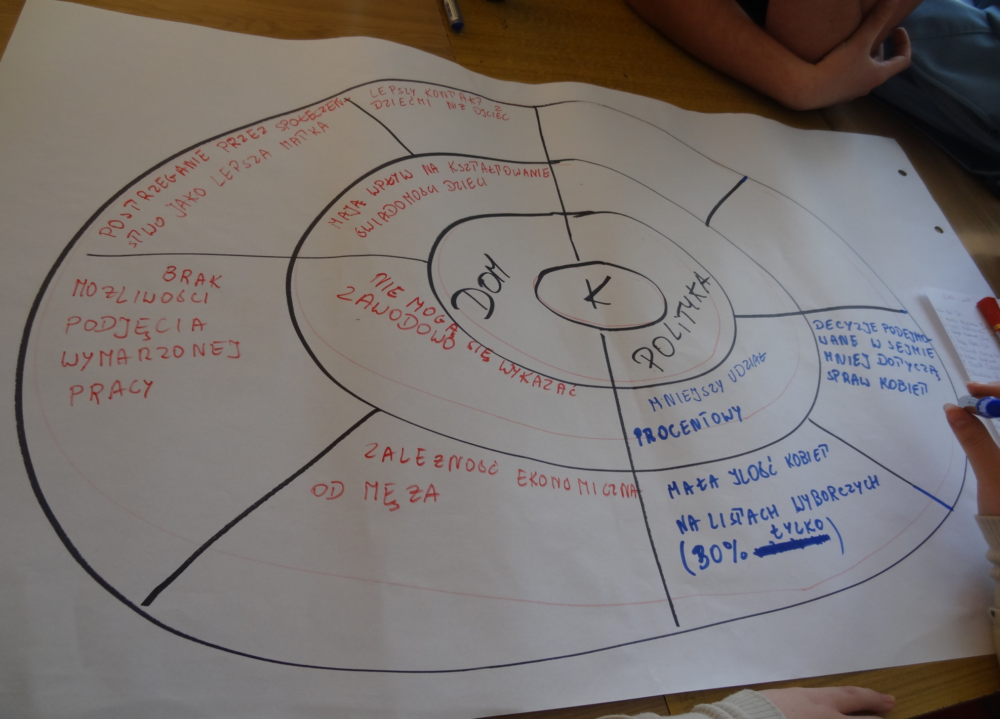 LEPSZY KONTAKT Z
DZIEĆMI NIŻ OJCIEC
POSTRZEGANIE PRZEZ SPOŁECZEŃ-
STWO JAKO LEPSZA MATKA
MAJĄ WPŁYW NA KSZTAŁTOWANIE
ŚWIADOMOŚCI DZIECI
DOM
K
POLITYKA
BRAK
MOŻLIWOŚCI
PODJĘCIA
WYMARZONEJ
PRACY
NIE MOGĄ SIĘ WYKAZAĆ
ZAWODOWO
ZALEŻNOŚĆ EKONOMICZNA
OD MĘŻA
MNIEJSZY UDZIAŁ
PROCENTOWY
DECYZJE PODEJMO-
WANE W SEJMIE
MNIEJ DOTYCZĄ
SPRAW KOBIET
MAŁA JLOŚĆ KOBIET
NA LISTACH WYBORCZYCH
TYLKO
(30% )